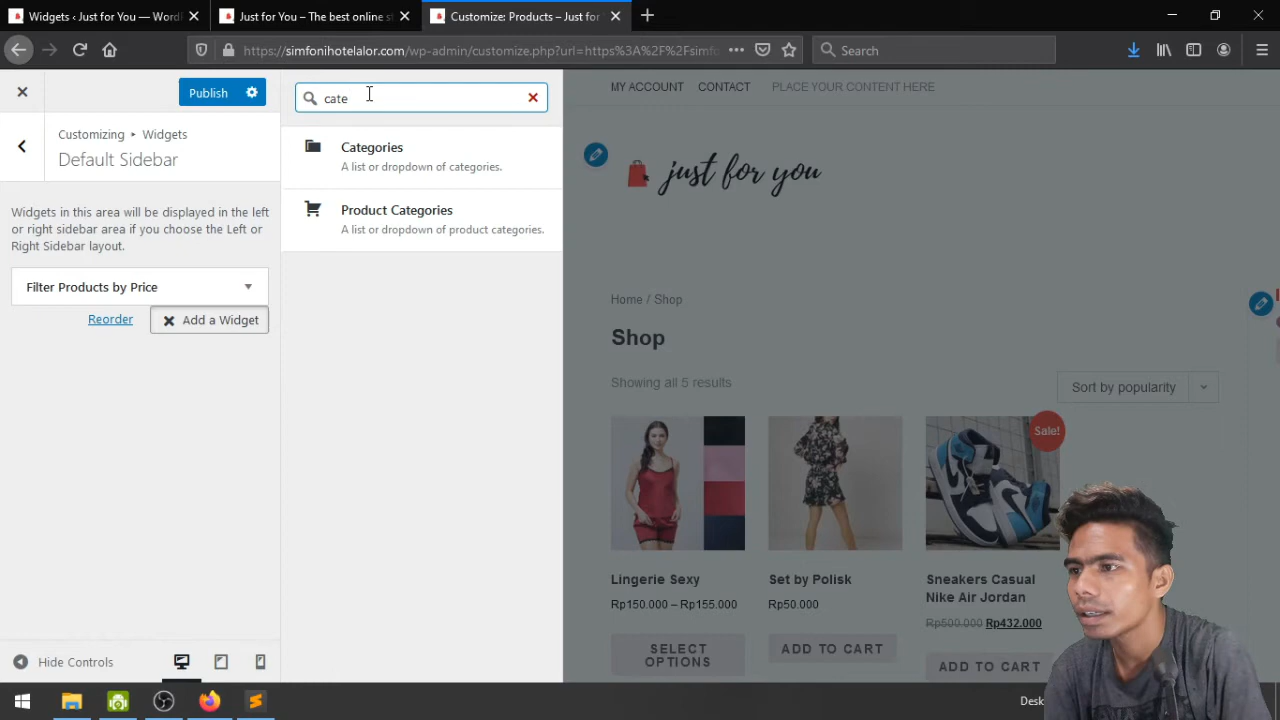 Widgets ‹ Just for You — WordP
Just for You – The best online st
Customize: Products – Just for
https://simfonihotelalor.com/wp-admin/customize.php?url=https%3A%2F%2Fsimfo
Search
Publish
Customizing ▸ Widgets
Default Sidebar
Widgets in this area will be displayed in the left
or right sidebar area if you choose the Left or
Right Sidebar layout.
Filter Products by Price
Reorder
Add a Widget
Hide Controls
cate
Categories
A list or dropdown of categories.
Product Categories
A list or dropdown of product categories.
MY ACCOUNT CONTACT PLACE YOUR CONTENT HERE
just for you
Home / Shop
Shop
Showing all 5 results
Sort by popularity
Sale!
Lingerie Sexy
Rp150.000 – Rp155.000
SELECT
OPTIONS
Set by Polisk
Rp50.000
ADD TO CART
Sneakers Casual
Nike Air Jordan
Rp500.000 Rp432.000
ADD TO CART
Desk